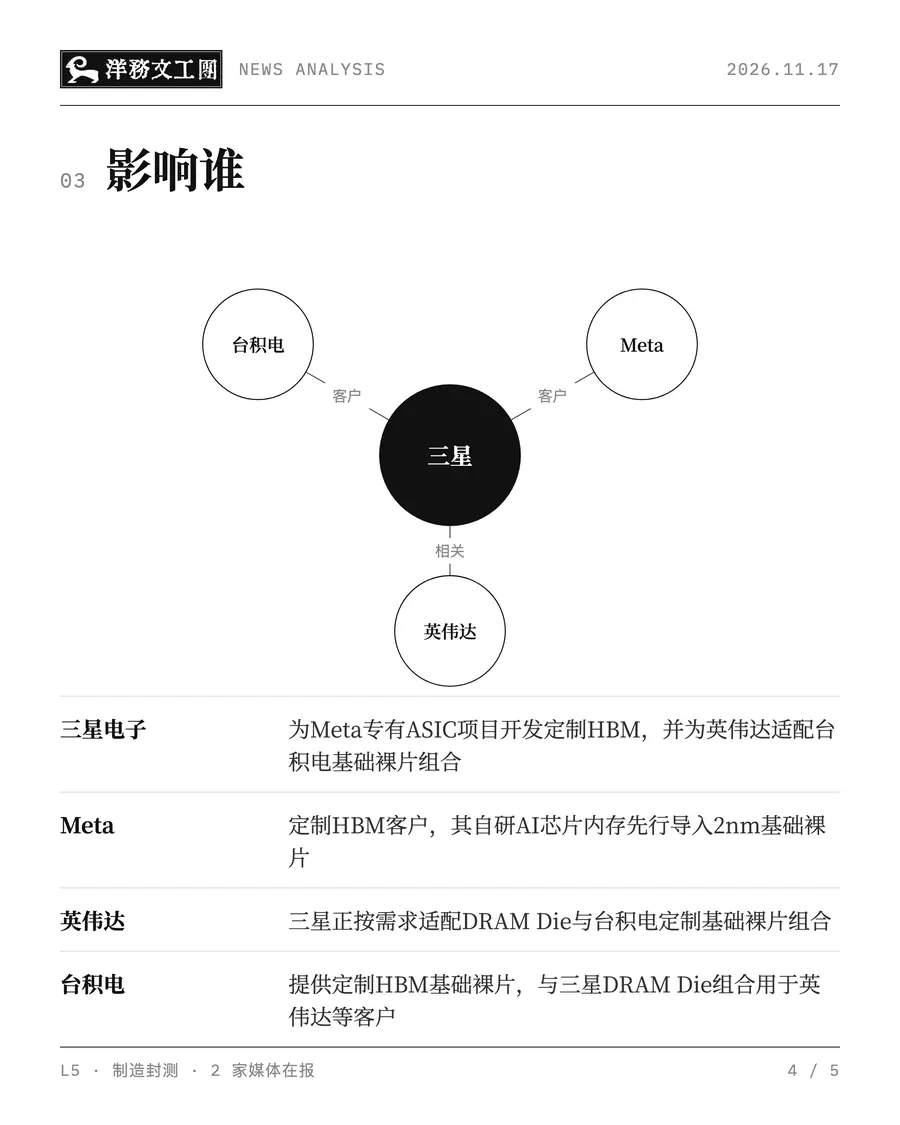 洋務文工團 NEWS ANALYSIS 2026.11.17
03 影响谁
台积电
Meta
客户
客户
三星
相关
英伟达
三星电子
为Meta专有ASIC项目开发定制HBM，并为英伟达适配台
积电基础裸片组合
Meta
定制HBM客户，其自研AI芯片内存先行导入2nm基础裸
片
英伟达
三星正按需求适配DRAM Die与台积电定制基础裸片组合
台积电
提供定制HBM基础裸片，与三星DRAM Die组合用于英
伟达等客户
L5 · 制造封测 · 2 家媒体在报
4 / 5